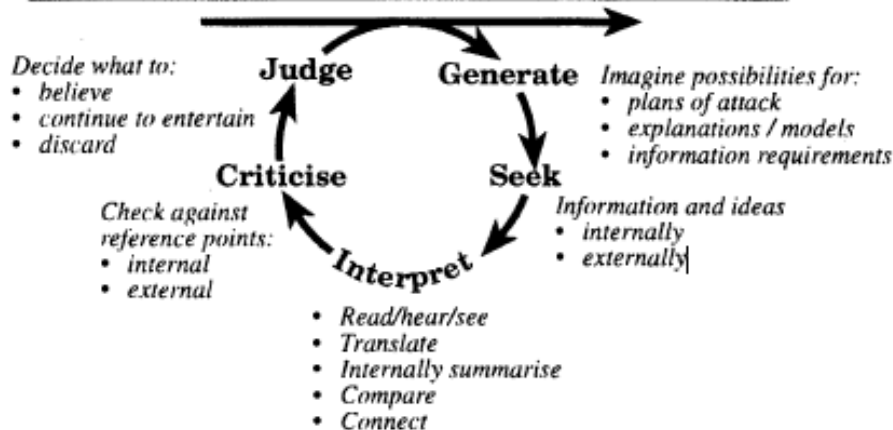 Judge
Decide what to:
• believe
• continue to entertain
• discard
Generate
Imagine possibilities for:
• plans of attack
• explanations / models
• information requirements
Seek
Information and ideas
• internally
• externally
Interpret
• Read/hear/see
• Translate
• Internally summarise
• Compare
• Connect
Criticise
Check against
reference points:
• internal
• external